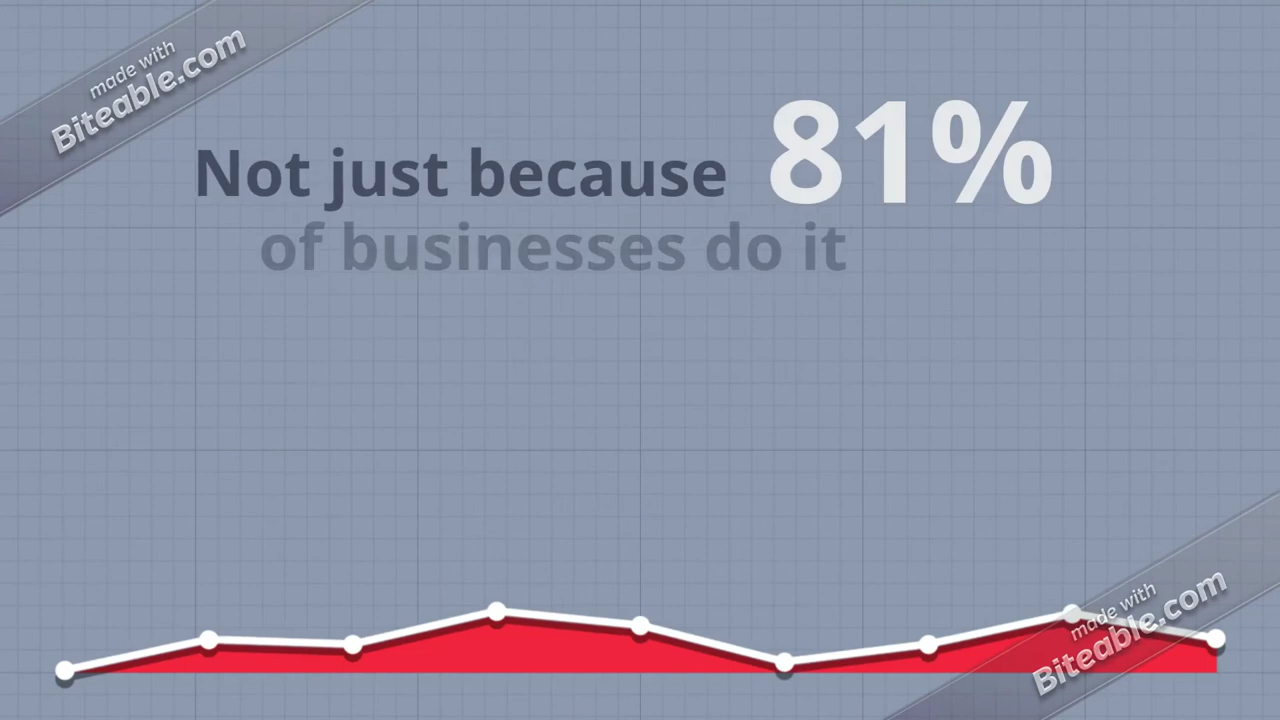 made with
Biteable.com
Not just because 81%
of businesses do it
made with
Biteable.com